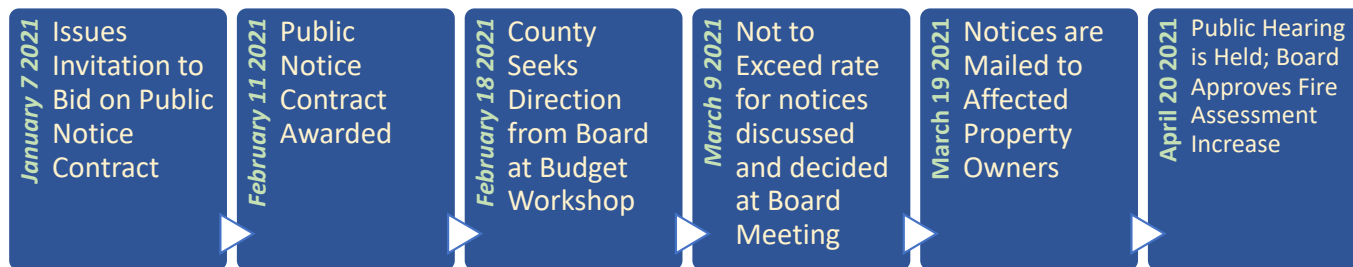 January 7 2021
Issues
Invitation to
Bid on Public
Notice
Contract
February 11 2021
Public
Notice
Contract
Awarded
February 18 2021
County
Seeks
Direction
from Board
at Budget
Workshop
March 9 2021
Not to
Exceed rate
for notices
discussed
and decided
at Board
Meeting
March 19 2021
Notices are
Mailed to
Affected
Property
Owners
April 20 2021
Public Hearing
is Held; Board
Approves Fire
Assessment
Increase